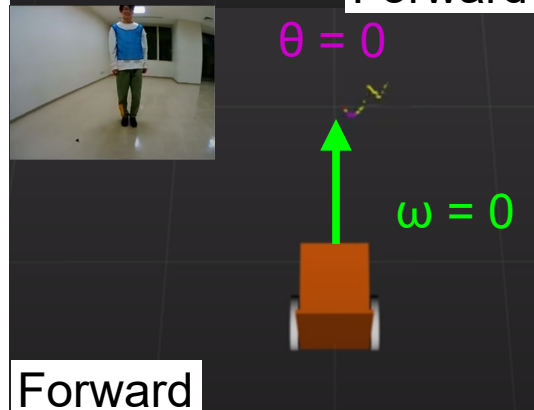 Forward
θ = 0
ω = 0
Forward